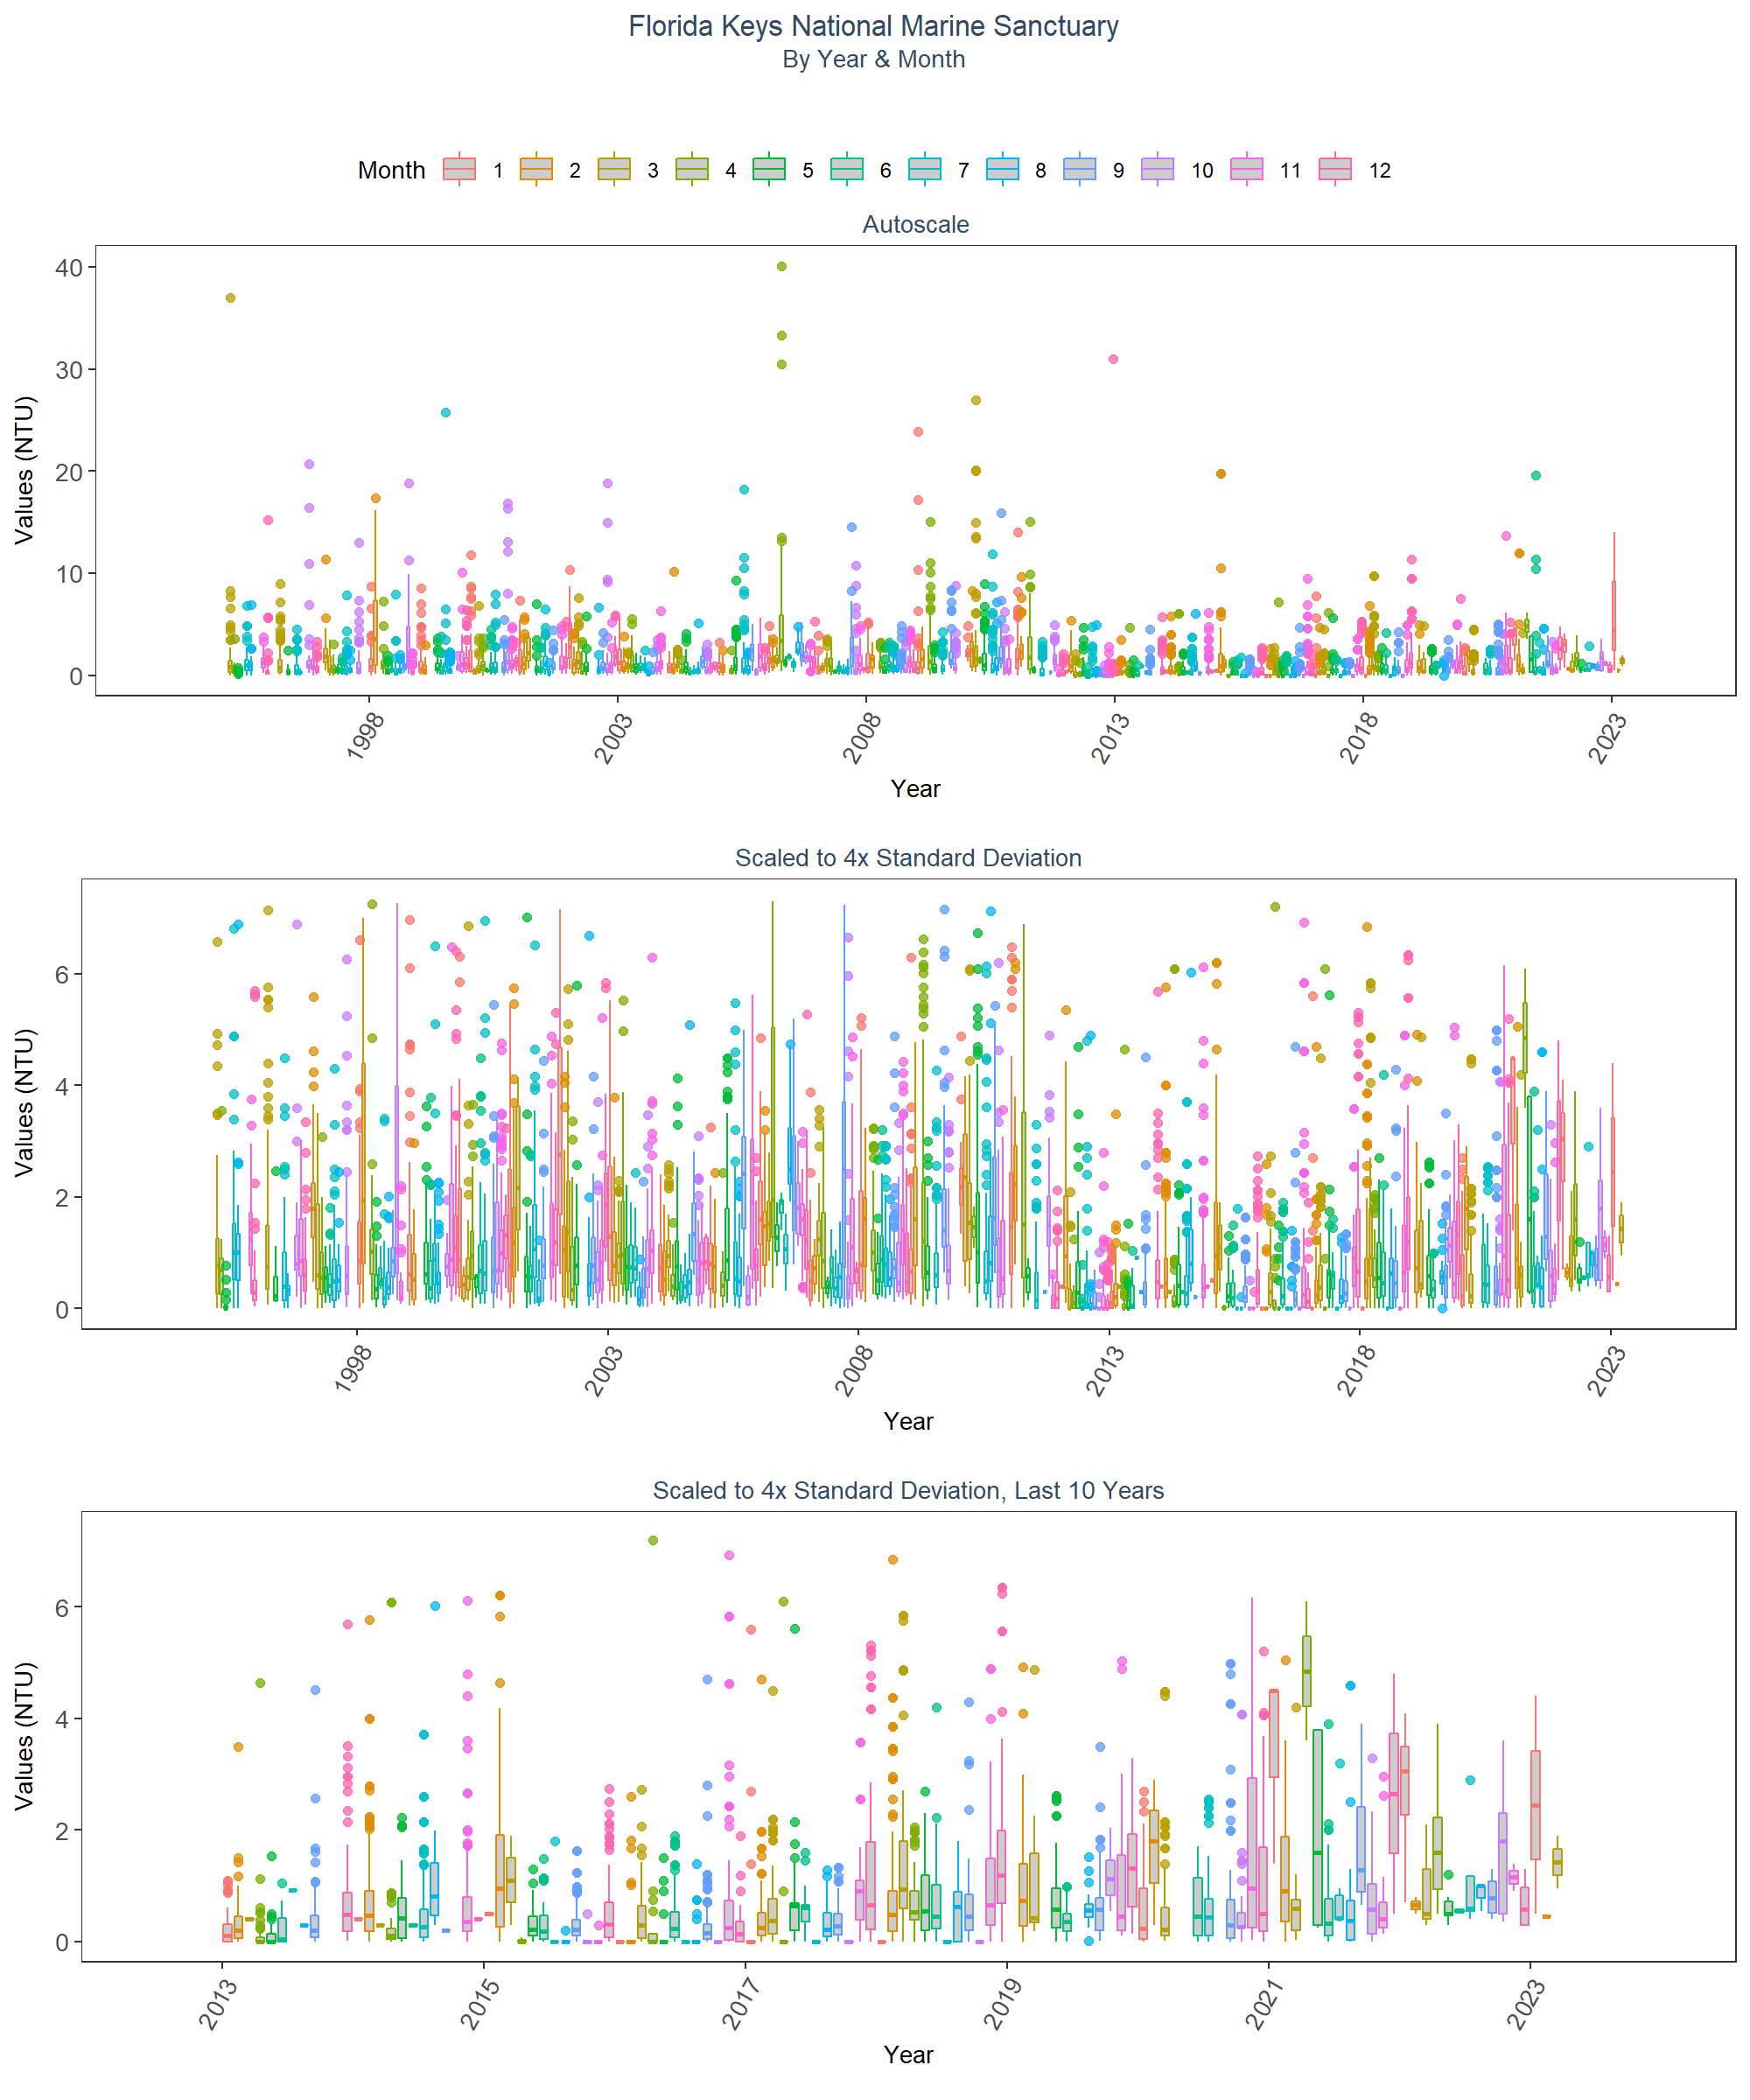 Florida Keys National Marine Sanctuary
By Year & Month
Month 1 2 3 4 5 6 7 8 9 10 11 12
Autoscale
Values (NTU)
40
30
20
10
0
1998 2003 2008 2013 2018 2023
Year
Scaled to 4x Standard Deviation
Values (NTU)
6
4
2
0
1998 2003 2008 2013 2018 2023
Year
Scaled to 4x Standard Deviation, Last 10 Years
Values (NTU)
6
4
2
0
2013 2015 2017 2019 2021 2023
Year